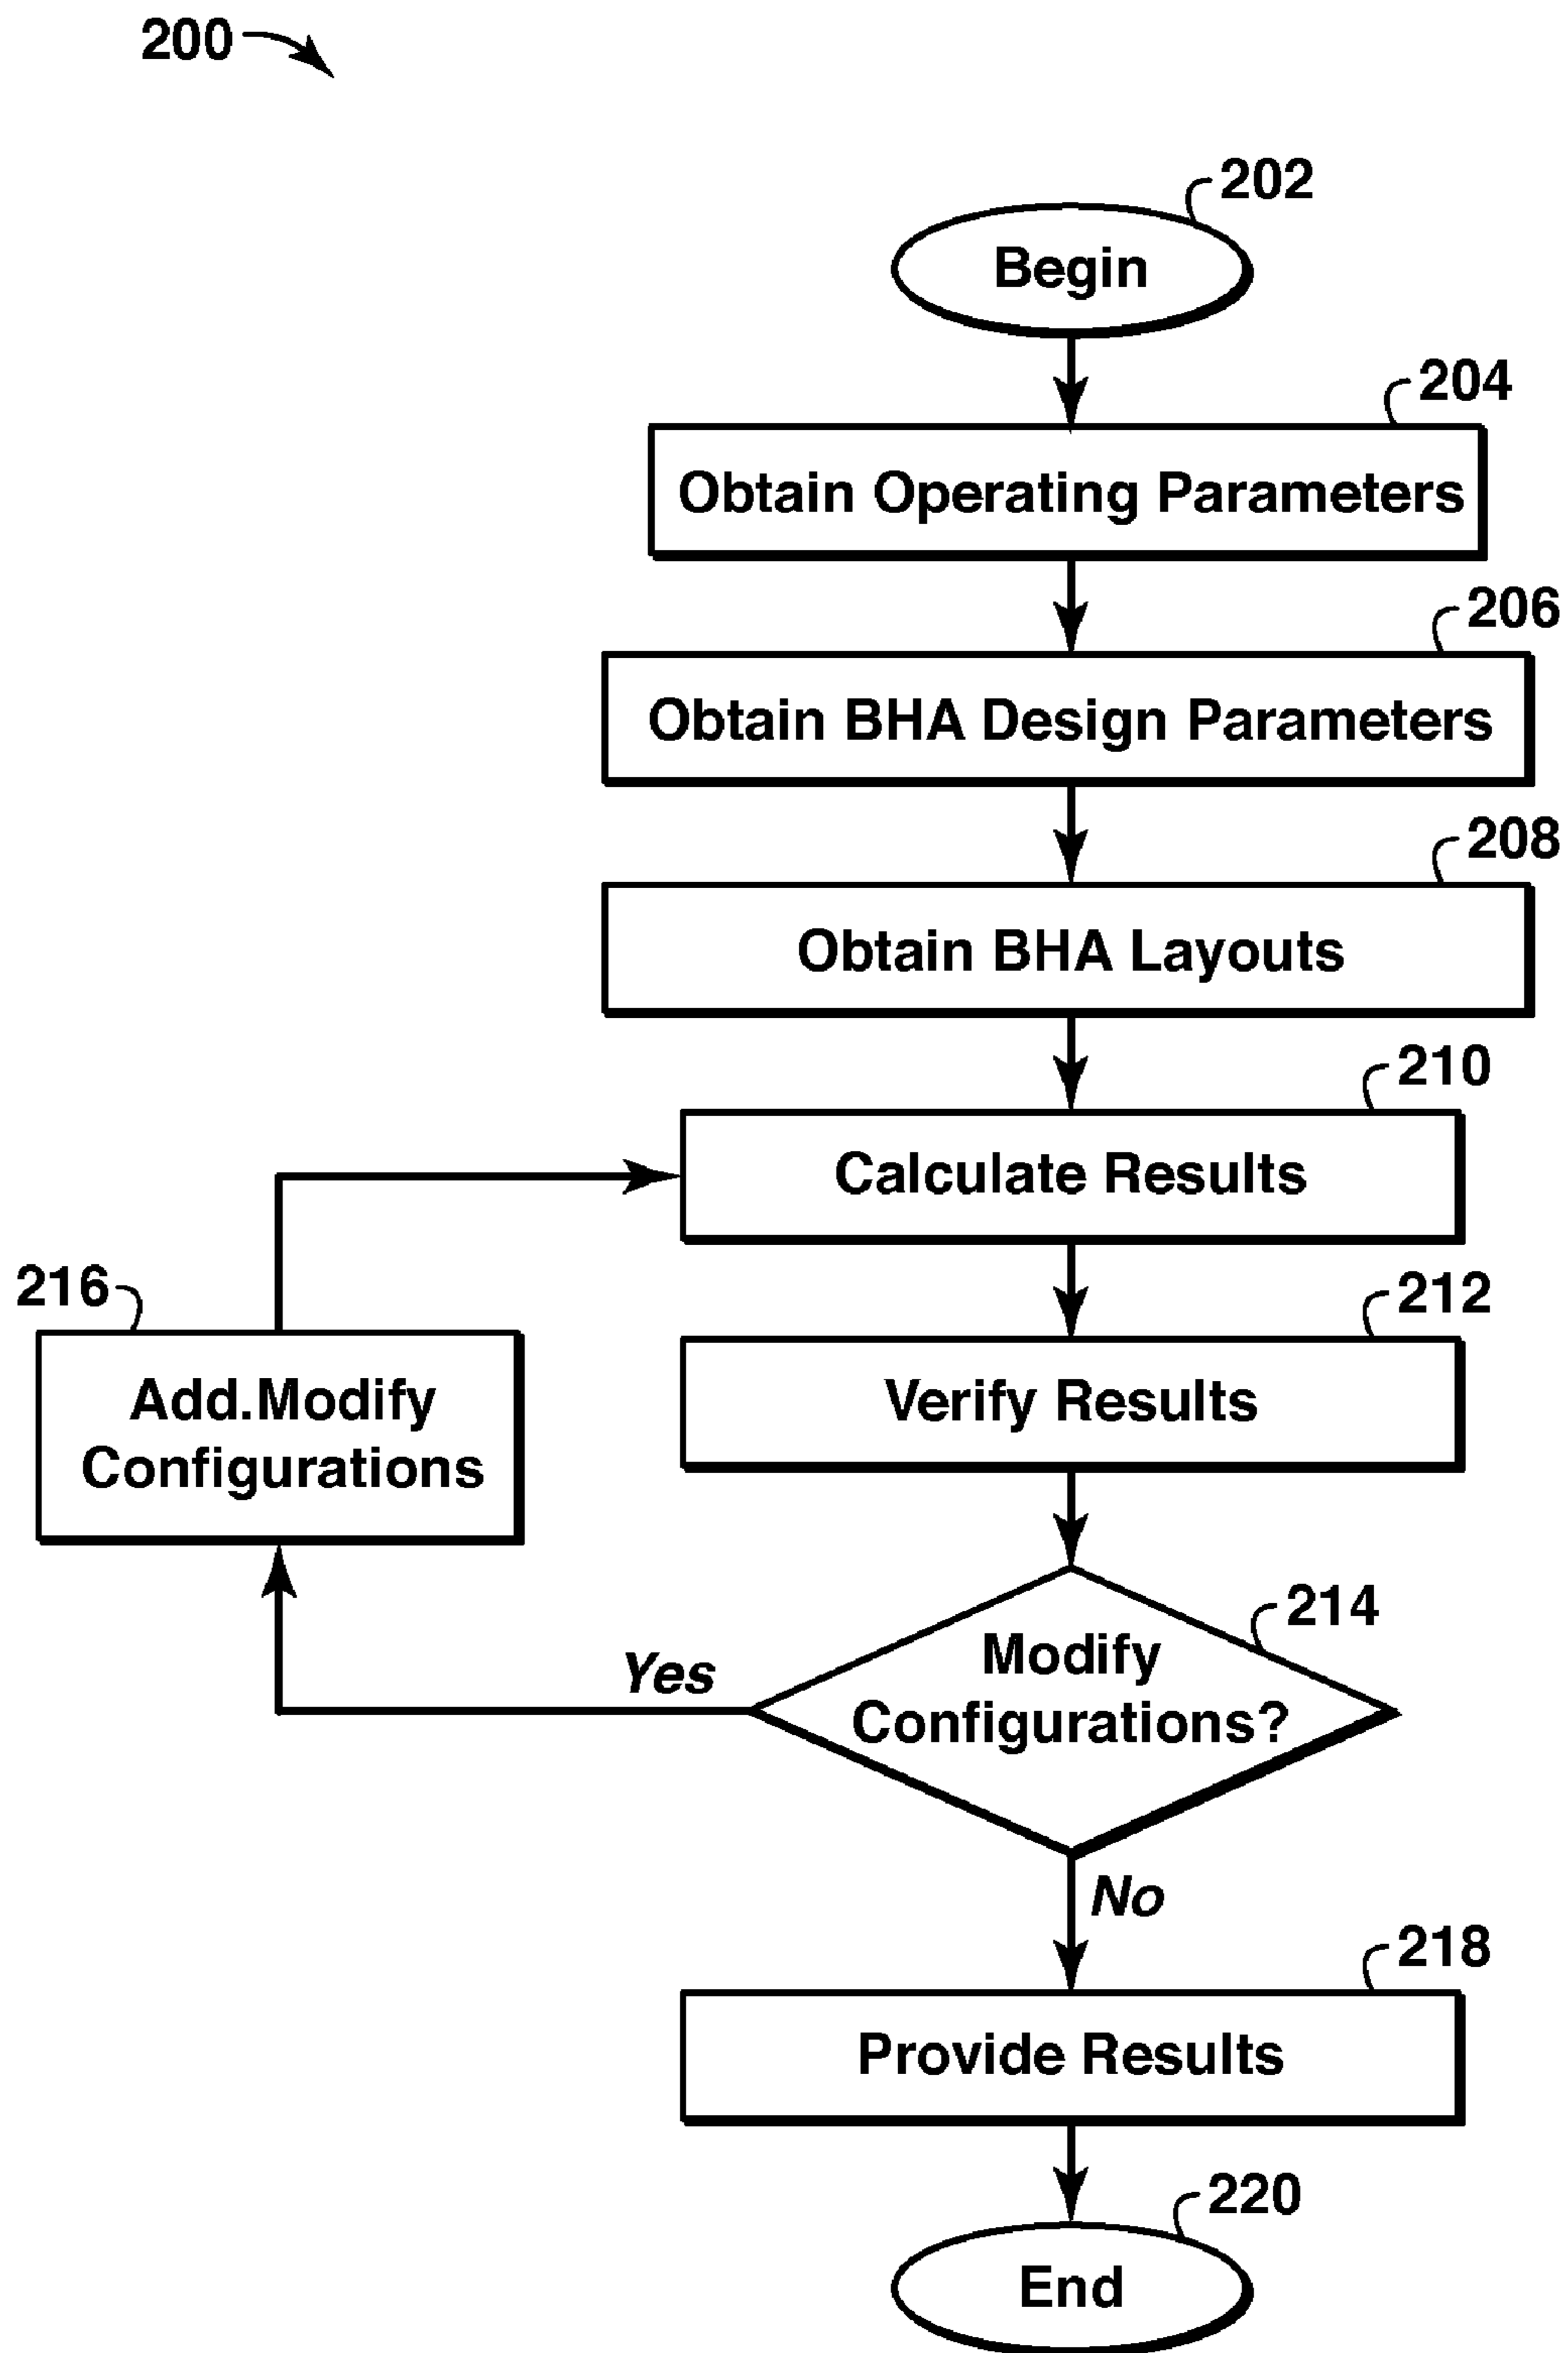 200
202
Begin
204
Obtain Operating Parameters
206
Obtain BHA Design Parameters
208
Obtain BHA Layouts
210
Calculate Results
212
Verify Results
216
Add.Modify
Configurations
214
Modify
Configurations?
Yes
No
218
Provide Results
220
End